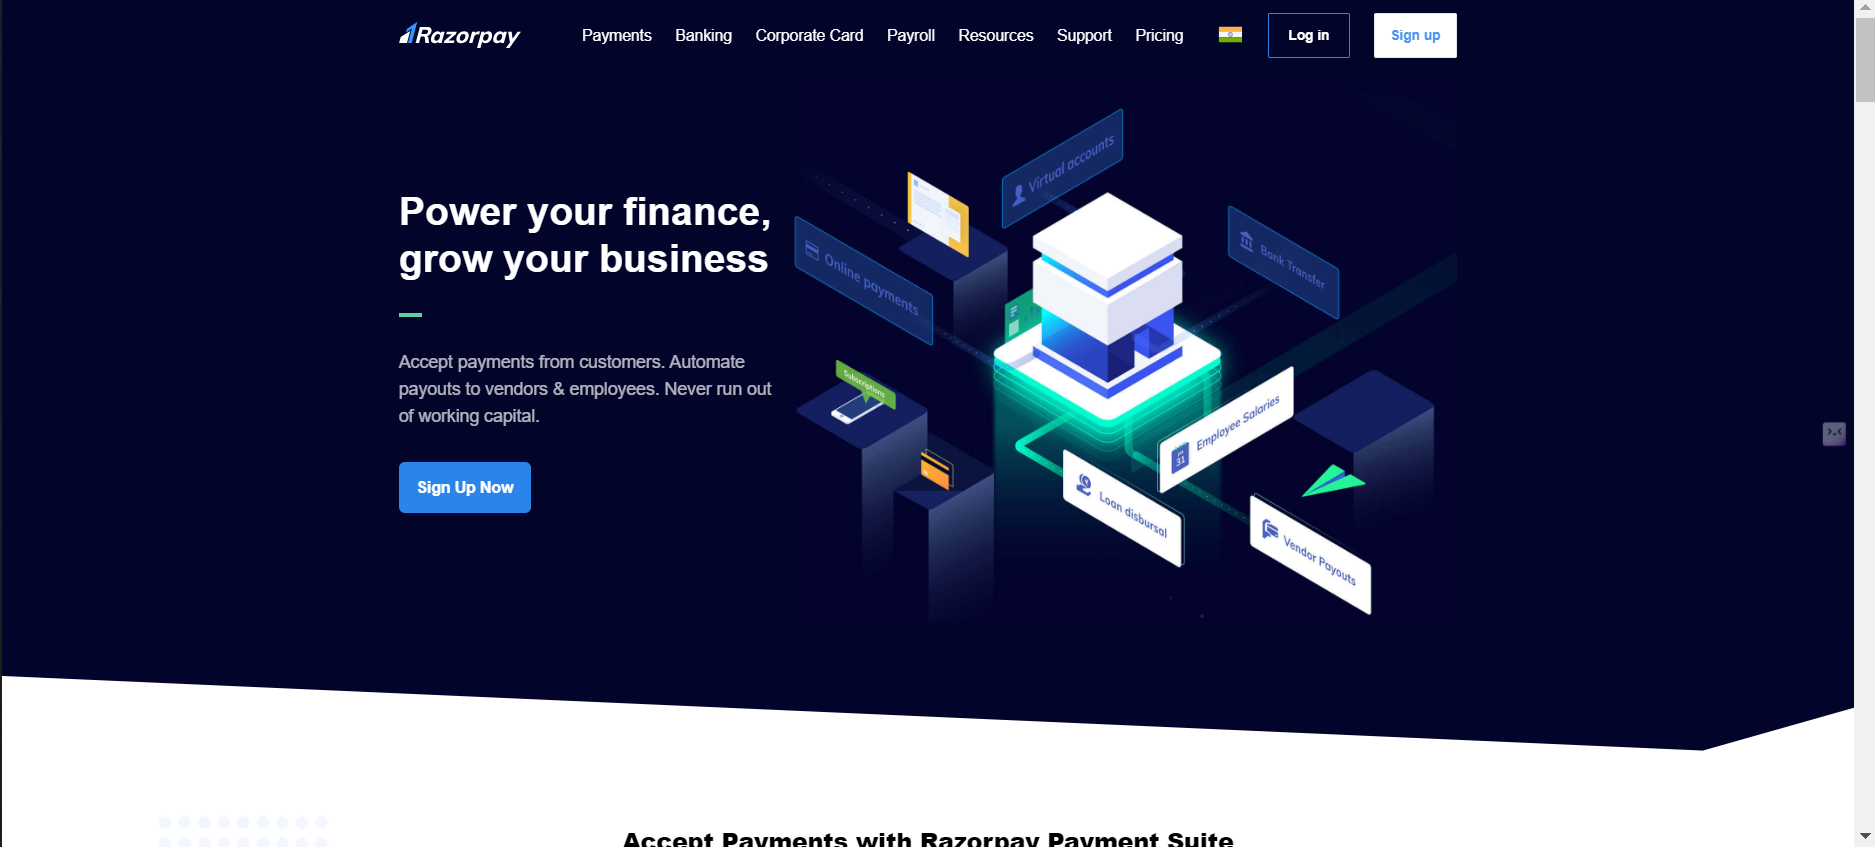 Razorpay
Payments
Banking
Corporate Card
Payroll
Resources
Support
Pricing
Log in
Sign up
Power your finance,
grow your business
Accept payments from customers. Automate
payouts to vendors & employees. Never run out
of working capital.
Sign Up Now
Virtual accounts
Bank Transfer
Online payments
Subscriptions
Employee Salaries
31
Loan disbursal
Vendor Payouts
Accept Payments with Razorpay Payment Suite